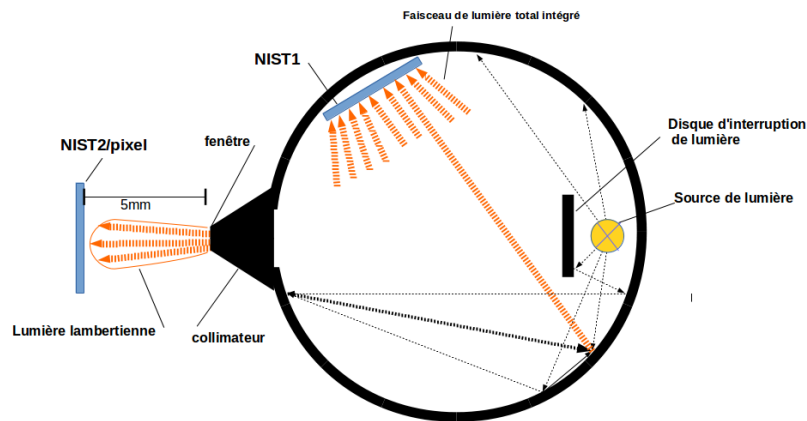 Faisceau de lumière total intégré
NIST1
Disque d'interruption
de lumière
fenêtre
NIST2/pixel
Source de lumière
5mm
Lumière lambertienne
collimateur